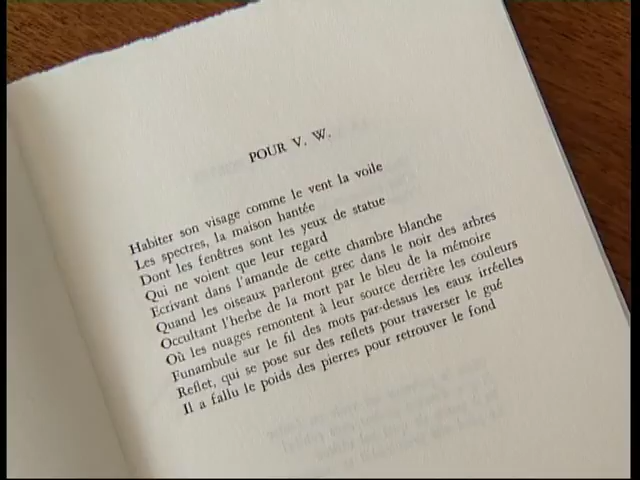 POUR V. W.
Habiter son visage comme le vent la voile
Les spectres, la maison hantée
Dont les fenêtres sont les yeux de statue
Qui ne voient que leur regard
Ecrivant dans l'amande de cette chambre blanche
Quand les oiseaux parleront grec dans le noir des arbres
Occultant l'herbe de la mort par le bleu de la mémoire
Où les nuages remontent à leur source derrière les couleurs
Funambule sur le fil des mots par-dessus les eaux irréelles
Reflet, qui se pose sur des reflets pour traverser le gué
Il a fallu le poids des pierres pour retrouver le fond